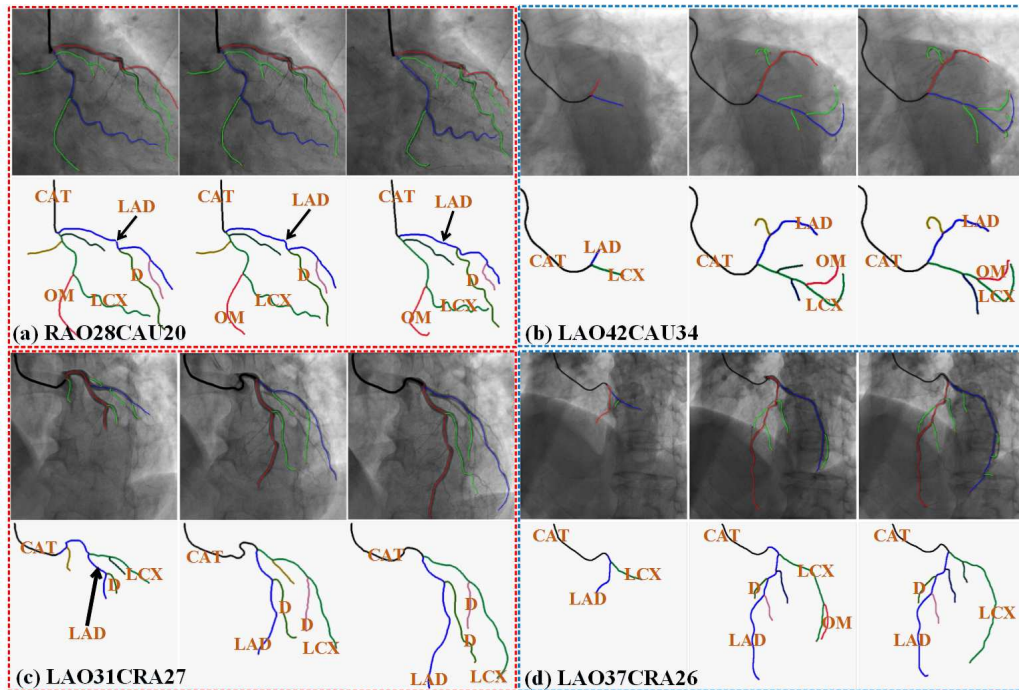 CAT LAD D OM LCX
CAT LAD D OM LCX
CAT LAD D LCX OM
(a) RAO28CAU20
CAT LAD LCX
LAD CAT OM LCX
LAD CAT OM LCX
(b) LAO42CAU34
CAT LCX D LAD
CAT D D LAD LCX
CAT D D LAD LCX
(c) LAO31CRA27
CAT LCX LAD
CAT LCX D OM LAD
CAT D LCX LAD
(d) LAO37CRA26